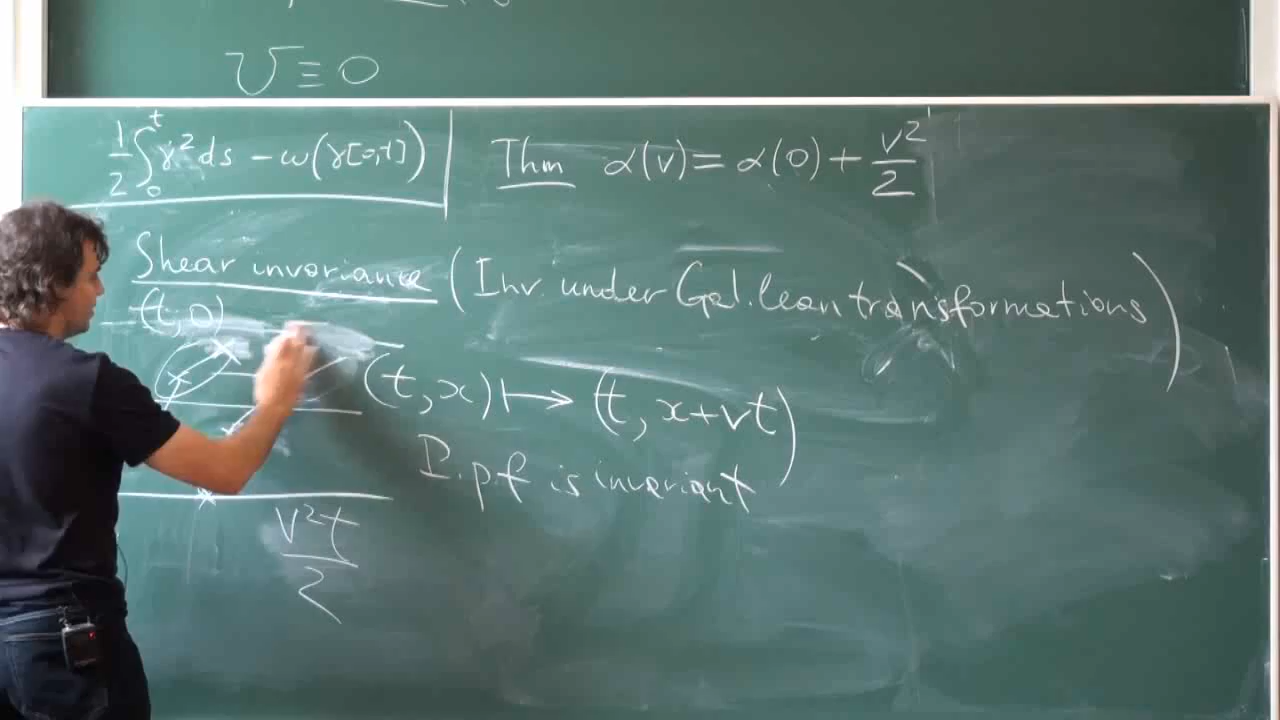 U ≡ 0
1/2 ∫₀ᵗ γ̇² ds − ω(γ[0,t])
Thm α(v) = α(0) + v²/2
Shear invariance (Inv. under Galilean transformations)
(t, 0)
(t, x) ↦ (t, x+vt)
P.p.f is invariant
v²t/2